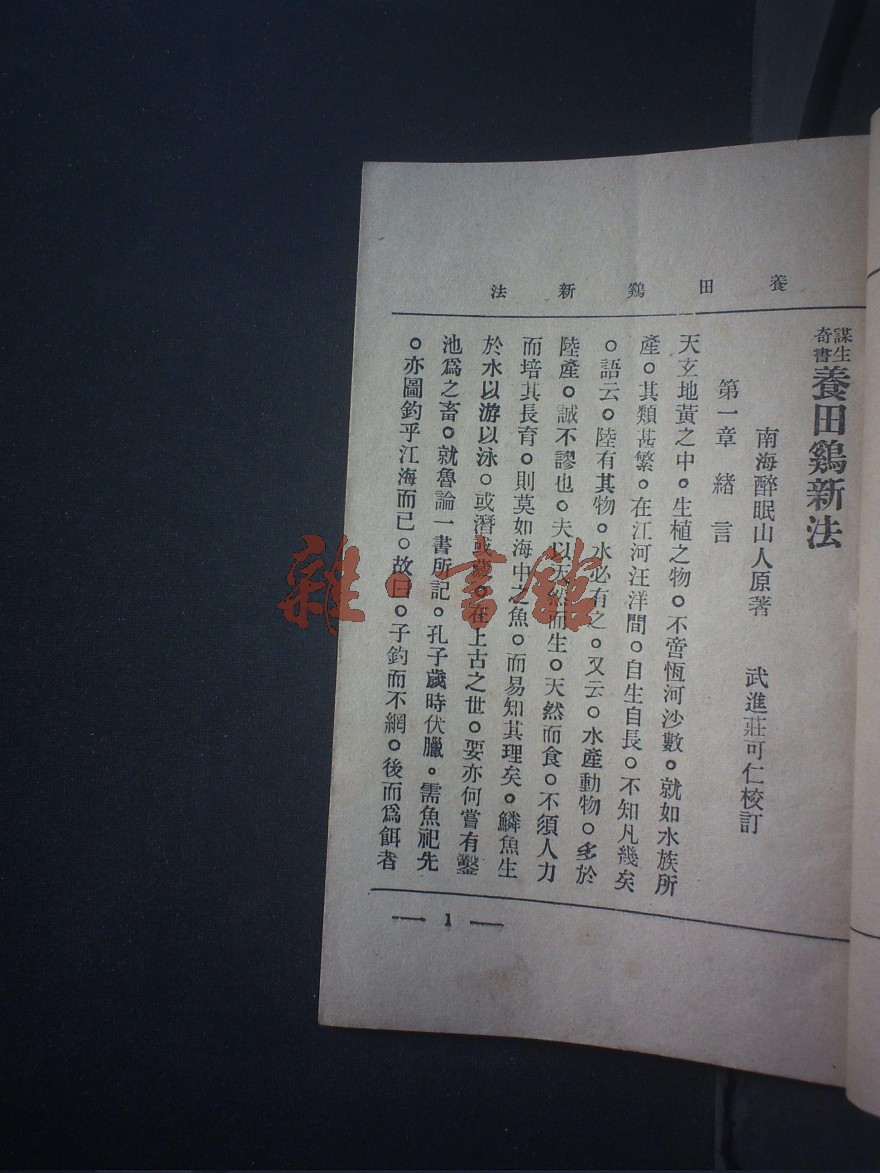 養田鷄新法
謀生奇書 養田鷄新法
南海醉眠山人原著 武進莊可仁校訂
第一章 緒言
天玄地黃之中。生植之物。不啻恆河沙數。就如水族所
產。其類甚繁。在江河汪洋間。自生自長。不知凡幾矣
。語云。陸有其物。水必有之。又云。水產動物。多於
陸產。誠不謬也。夫以天然而生。天然而食。不須人力
而培其長育。則莫如海中之魚。而易知其理矣。鱗魚生
於水以游以泳。或潛或藏。在上古之世。要亦何嘗有鑿
池爲之畜。就魯論一書所記。孔子歲時伏臘。需魚祀先
。亦圖釣乎江海而已。故曰。子釣而不網。後而爲餌者
— 1 —
雜·書館